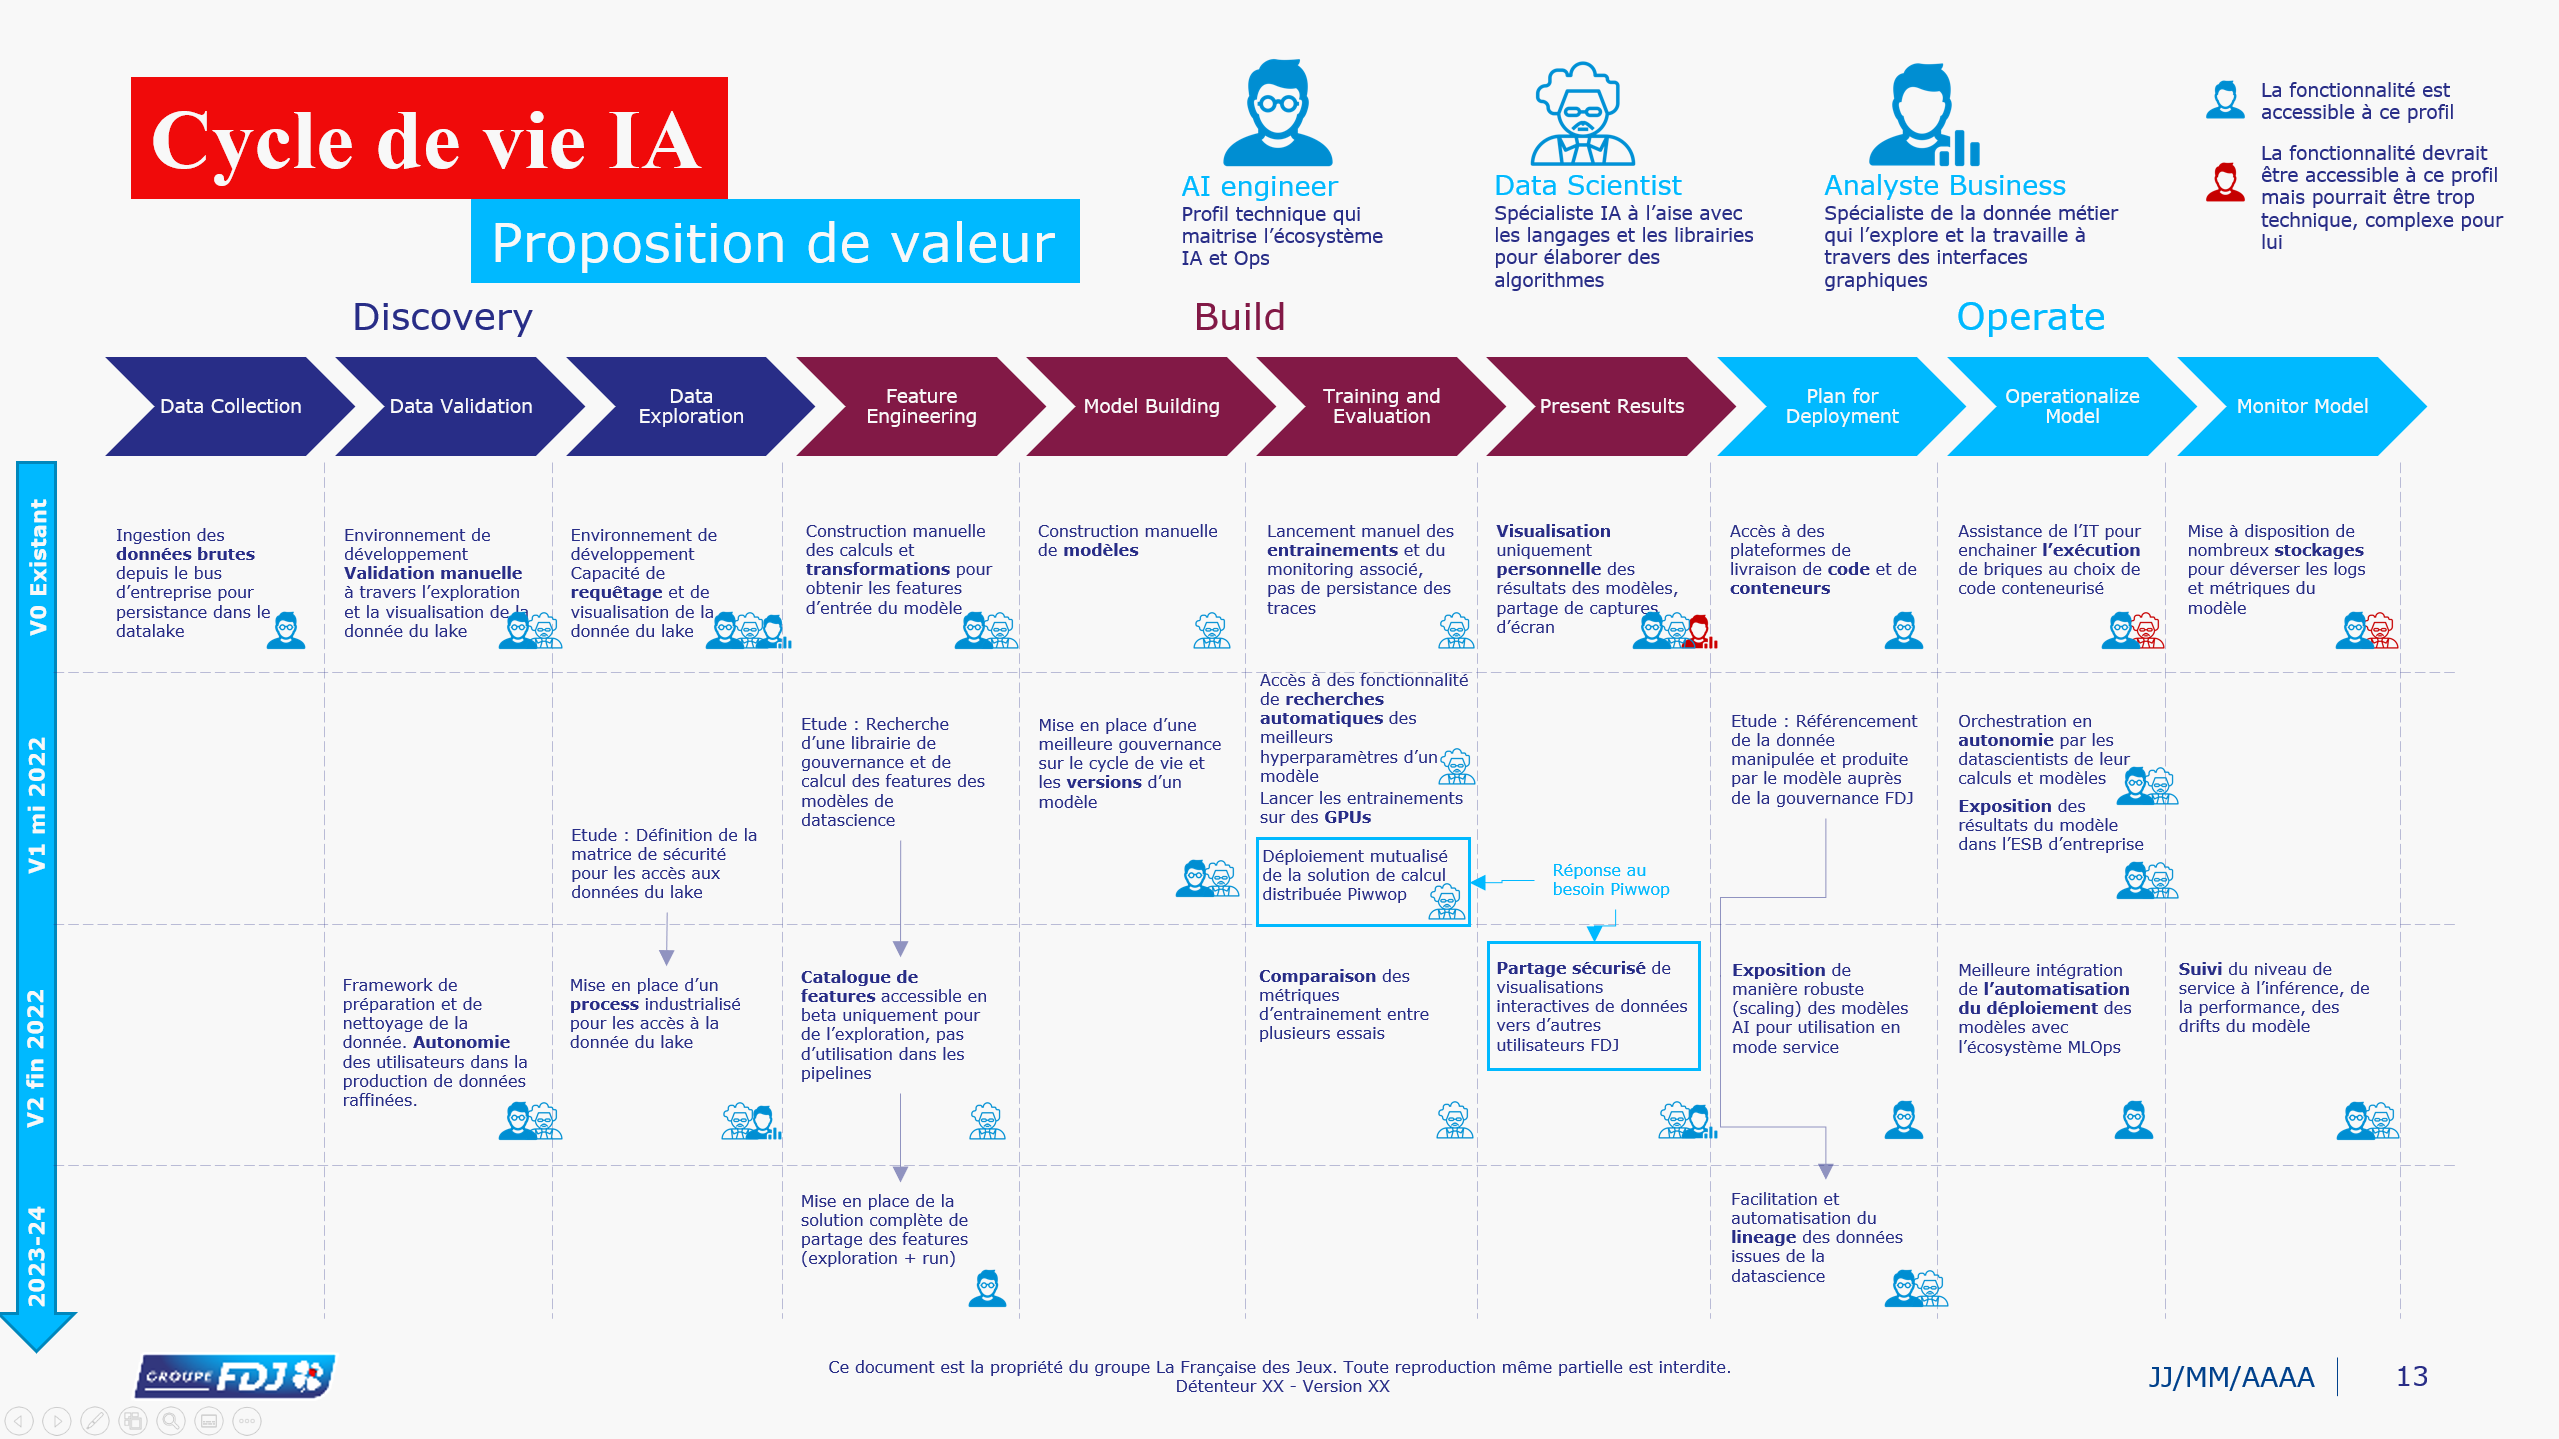 Cycle de vie IA
Proposition de valeur
AI engineer
Profil technique qui
maitrise l’écosystème
IA et Ops
Data Scientist
Spécialiste IA à l’aise avec
les langages et les librairies
pour élaborer des
algorithmes
Analyste Business
Spécialiste de la donnée métier
qui l’explore et la travaille à
travers des interfaces
graphiques
La fonctionnalité est
accessible à ce profil
La fonctionnalité devrait
être accessible à ce profil
mais pourrait être trop
technique, complexe pour
lui
Discovery
Build
Operate
Data Collection
Data Validation
Data
Exploration
Feature
Engineering
Model Building
Training and
Evaluation
Present Results
Plan for
Deployment
Operationalize
Model
Monitor Model
V0 Existant
Ingestion des
données brutes
depuis le bus
d’entreprise pour
persistance dans le
datalake
Environnement de
développement
Validation manuelle
à travers l’exploration
et la visualisation de la
donnée du lake
Environnement de
développement
Capacité de
requêtage et de
visualisation de la
donnée du lake
Construction manuelle
des calculs et
transformations pour
obtenir les features
d’entrée du modèle
Construction manuelle
de modèles
Lancement manuel des
entrainements et du
monitoring associé,
pas de persistance des
traces
Visualisation
uniquement
personnelle des
résultats des modèles,
partage de captures
d’écran
Accès à des
plateformes de
livraison de code et de
conteneurs
Assistance de l’IT pour
enchainer l’exécution
de briques au choix de
code conteneurisé
Mise à disposition de
nombreux stockages
pour déverser les logs
et métriques du
modèle
V1 mi 2022
Etude : Définition de la
matrice de sécurité
pour les accès aux
données du lake
Etude : Recherche
d’une librairie de
gouvernance et de
calcul des features des
modèles de
datascience
Mise en place d’une
meilleure gouvernance
sur le cycle de vie et
les versions d’un
modèle
Accès à des fonctionnalité
de recherches
automatiques des
meilleurs
hyperparamètres d’un
modèle
Lancer les entrainements
sur des GPUs
Déploiement mutualisé
de la solution de calcul
distribuée Piwwop
Réponse au
besoin Piwwop
Etude : Référencement
de la donnée
manipulée et produite
par le modèle auprès
de la gouvernance FDJ
Orchestration en
autonomie par les
datascientists de leur
calculs et modèles
Exposition des
résultats du modèle
dans l’ESB d’entreprise
V2 fin 2022
Framework de
préparation et de
nettoyage de la
donnée. Autonomie
des utilisateurs dans la
production de données
raffinées.
Mise en place d’un
process industrialisé
pour les accès à la
donnée du lake
Catalogue de
features accessible en
beta uniquement pour
de l’exploration, pas
d’utilisation dans les
pipelines
Comparaison des
métriques
d’entrainement entre
plusieurs essais
Partage sécurisé de
visualisations
interactives de données
vers d’autres
utilisateurs FDJ
Exposition de
manière robuste
(scaling) des modèles
AI pour utilisation en
mode service
Meilleure intégration
de l’automatisation
du déploiement des
modèles avec
l’écosystème MLOps
Suivi du niveau de
service à l’inférence, de
la performance, des
drifts du modèle
2023-24
Mise en place de la
solution complète de
partage des features
(exploration + run)
Facilitation et
automatisation du
lineage des données
issues de la
datascience
GROUPE FDJ
Ce document est la propriété du groupe La Française des Jeux. Toute reproduction même partielle est interdite.
Détenteur XX - Version XX
JJ/MM/AAAA
13